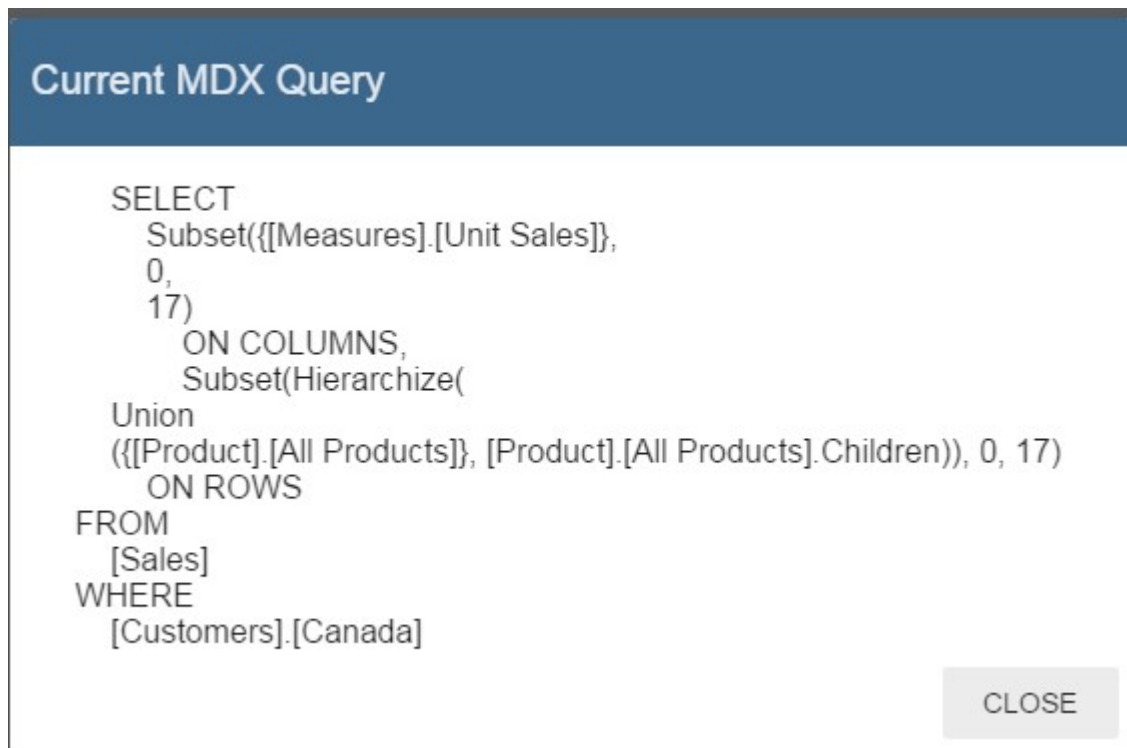 Current MDX Query
SELECT
Subset({[Measures].[Unit Sales]},
0,
17)
ON COLUMNS,
Subset(Hierarchize(
Union
({[Product].[All Products]}, [Product].[All Products].Children)), 0, 17)
ON ROWS
FROM
[Sales]
WHERE
[Customers].[Canada]
CLOSE